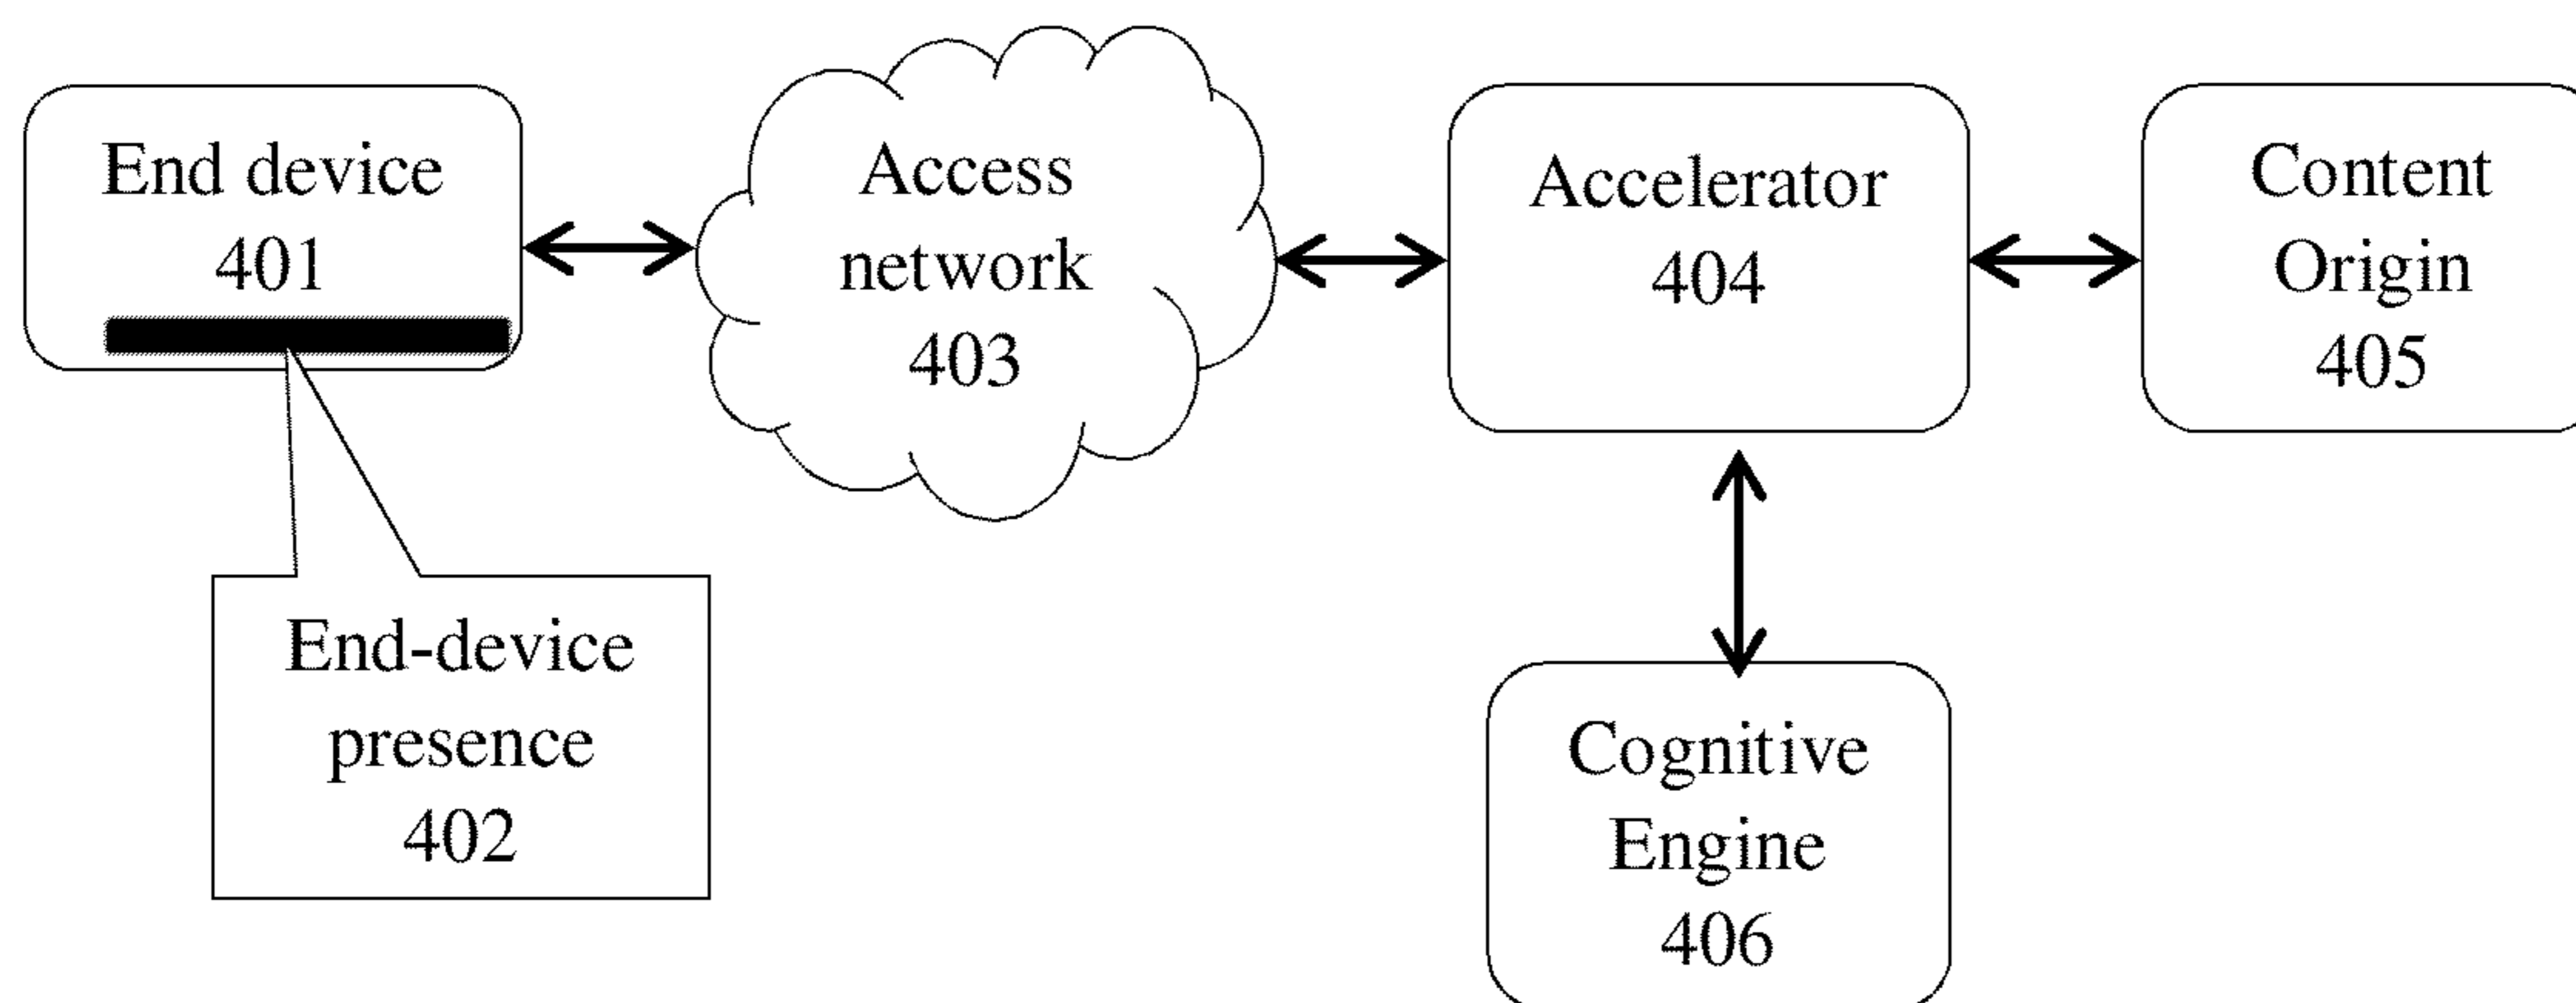 End device
401
End-device
presence
402
Access
network
403
Accelerator
404
Content
Origin
405
Cognitive
Engine
406